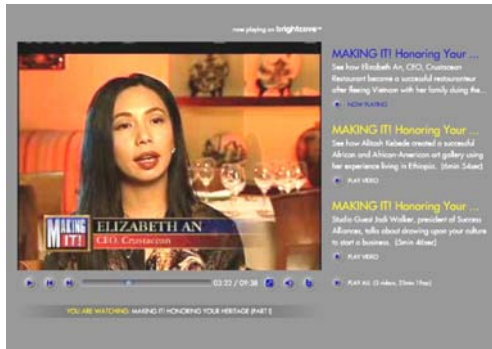 now playing on brightcove
MAKING IT! Honoring Your ...
See how Elizabeth An, CEO, Crustacean
Restaurant became a successful restauranteur
after fleeing Vietnam with her family duing the...
NOW PLAYING
MAKING IT! Honoring Your ...
See how Alitash Kebede created a successful
African and African-American art gallery using
her experience living in Ethiopia. (6min 54sec)
PLAY VIDEO
MAKING IT! Honoring Your ...
Studio Guest Jodi Walker, president of Success
Alliances, talks about drawing upon your culture
to start a business. (5min 46sec)
PLAY VIDEO
PLAY ALL (3 videos, 22min 19sec)
MAKING IT!
ELIZABETH AN
CEO, Crustacean
03:22 / 09:38
YOU ARE WATCHING: MAKING IT! HONORING YOUR HERITAGE (PART I)